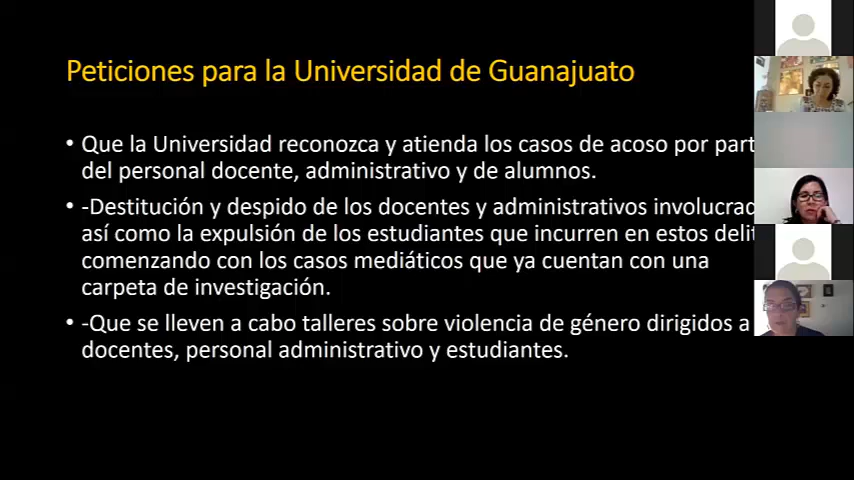 Peticiones para la Universidad de Guanajuato
• Que la Universidad reconozca y atienda los casos de acoso por part
del personal docente, administrativo y de alumnos.
• -Destitución y despido de los docentes y administrativos involucrad
así como la expulsión de los estudiantes que incurren en estos delit
comenzando con los casos mediáticos que ya cuentan con una
carpeta de investigación.
• -Que se lleven a cabo talleres sobre violencia de género dirigidos a
docentes, personal administrativo y estudiantes.